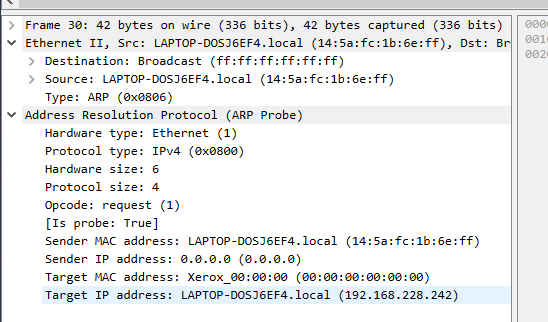 Frame 30: 42 bytes on wire (336 bits), 42 bytes captured (336 bits)
Ethernet II, Src: LAPTOP-DOSJ6EF4.local (14:5a:fc:1b:6e:ff), Dst: Br
Destination: Broadcast (ff:ff:ff:ff:ff:ff)
Source: LAPTOP-DOSJ6EF4.local (14:5a:fc:1b:6e:ff)
Type: ARP (0x0806)
Address Resolution Protocol (ARP Probe)
Hardware type: Ethernet (1)
Protocol type: IPv4 (0x0800)
Hardware size: 6
Protocol size: 4
Opcode: request (1)
[Is probe: True]
Sender MAC address: LAPTOP-DOSJ6EF4.local (14:5a:fc:1b:6e:ff)
Sender IP address: 0.0.0.0 (0.0.0.0)
Target MAC address: Xerox_00:00:00 (00:00:00:00:00:00)
Target IP address: LAPTOP-DOSJ6EF4.local (192.168.228.242)
000
001
002